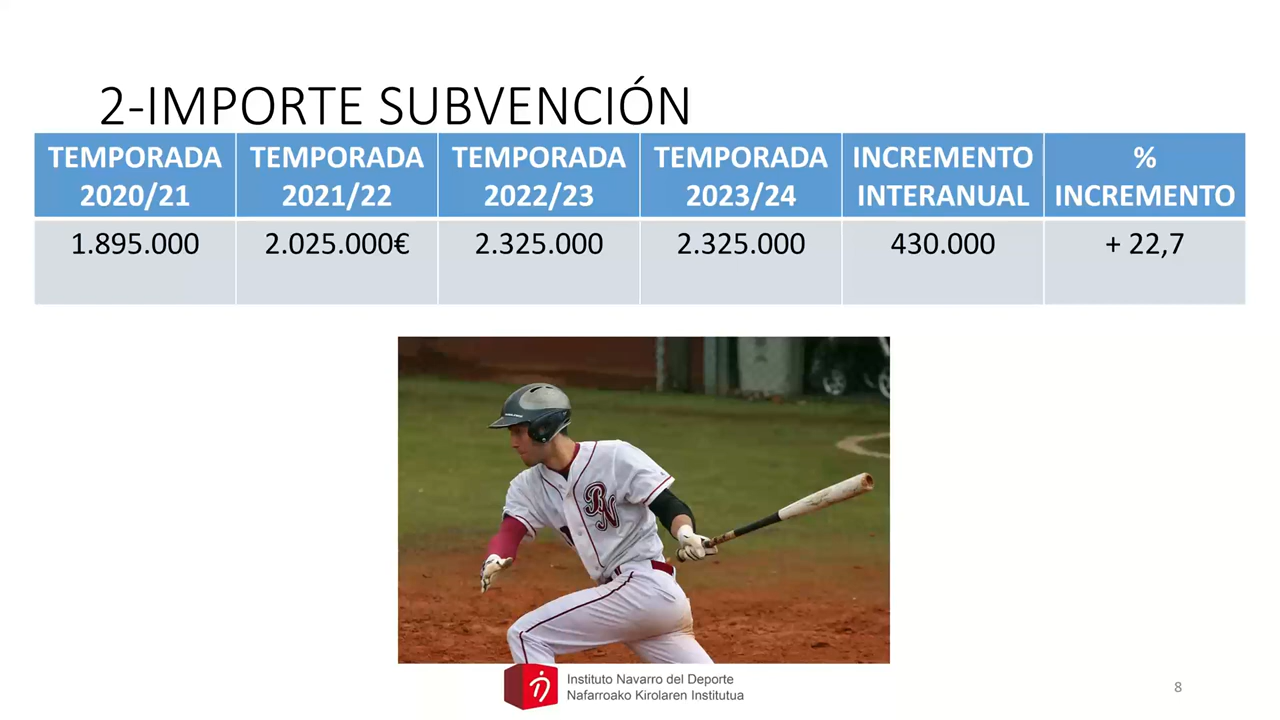 2-IMPORTE SUBVENCIÓN
TEMPORADA 2020/21
TEMPORADA 2021/22
TEMPORADA 2022/23
TEMPORADA 2023/24
INCREMENTO INTERANUAL
% INCREMENTO
1.895.000
2.025.000€
2.325.000
2.325.000
430.000
+ 22,7
BN
Instituto Navarro del Deporte
Nafarroako Kirolaren Institutua
8